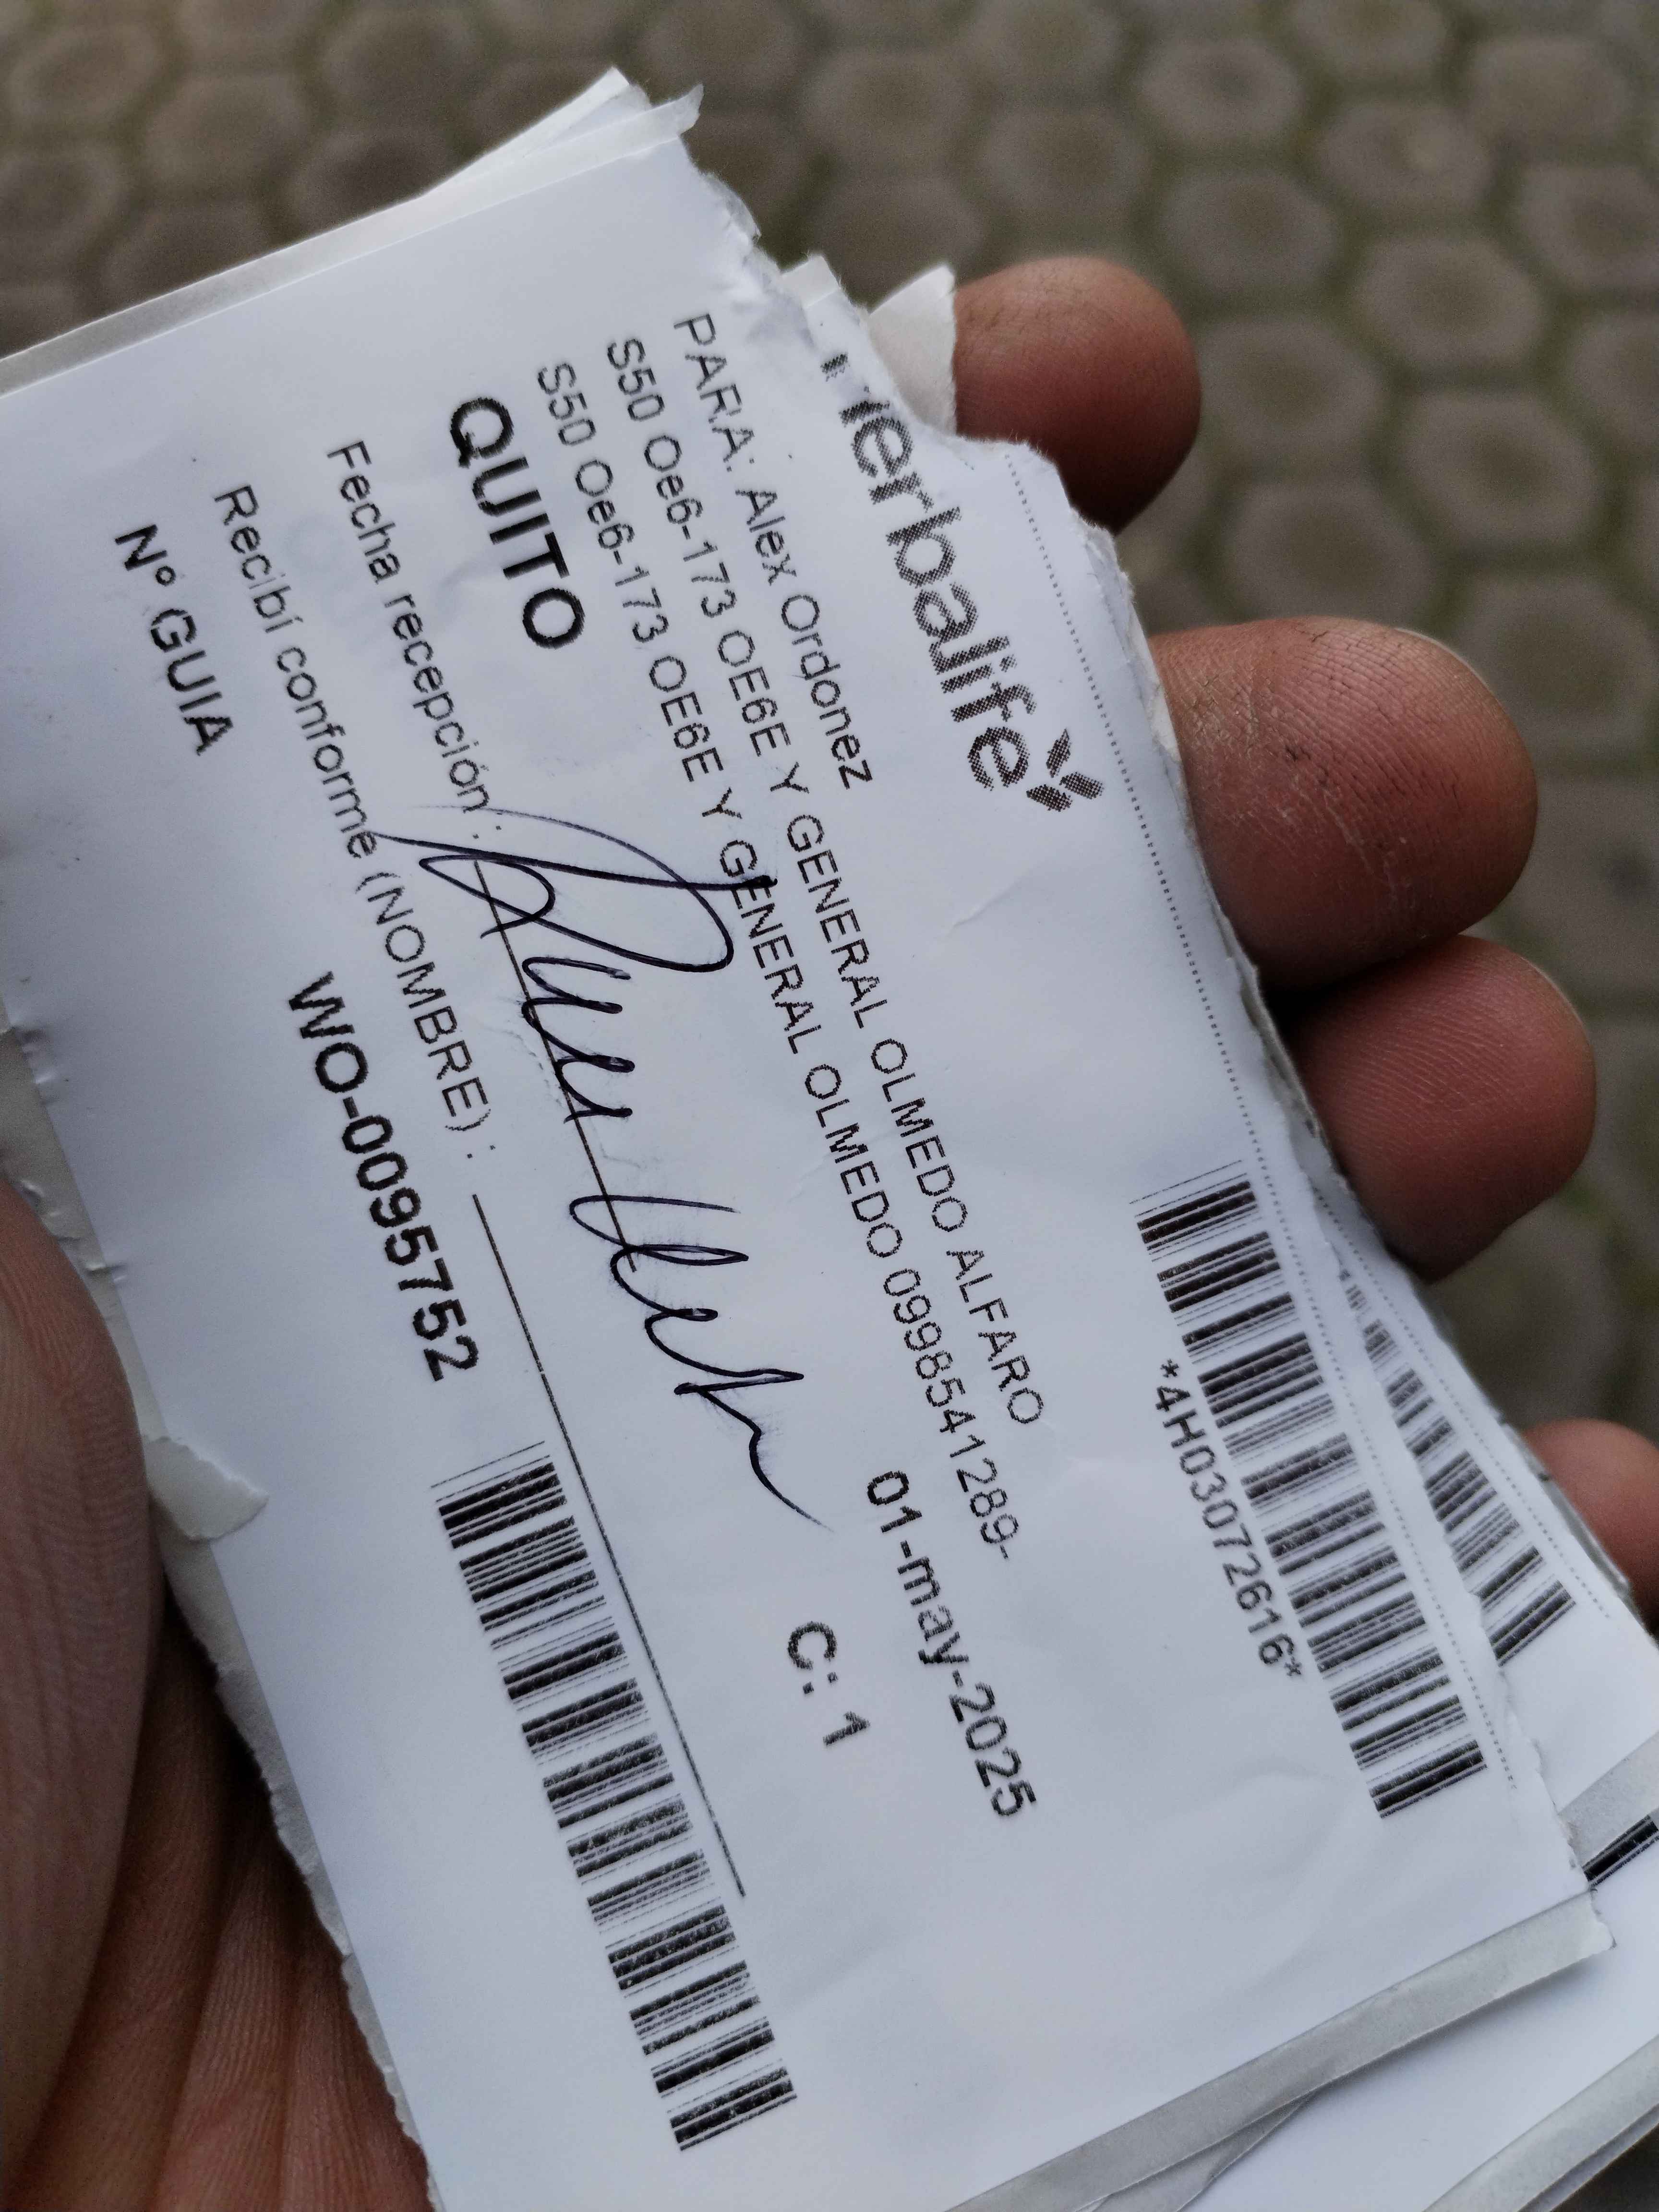 Herbalife
*4H03072616*
PARA: Alex Ordonez
S50 Oe6-173 OE6E Y GENERAL OLMEDO ALFARO
S50 Oe6-173 OE6E Y GENERAL OLMEDO 0998541289-
QUITO
01-may-2025
C: 1
Fecha recepción :
Recibí conforme (NOMBRE) :
Nº GUIA
WO-0095752